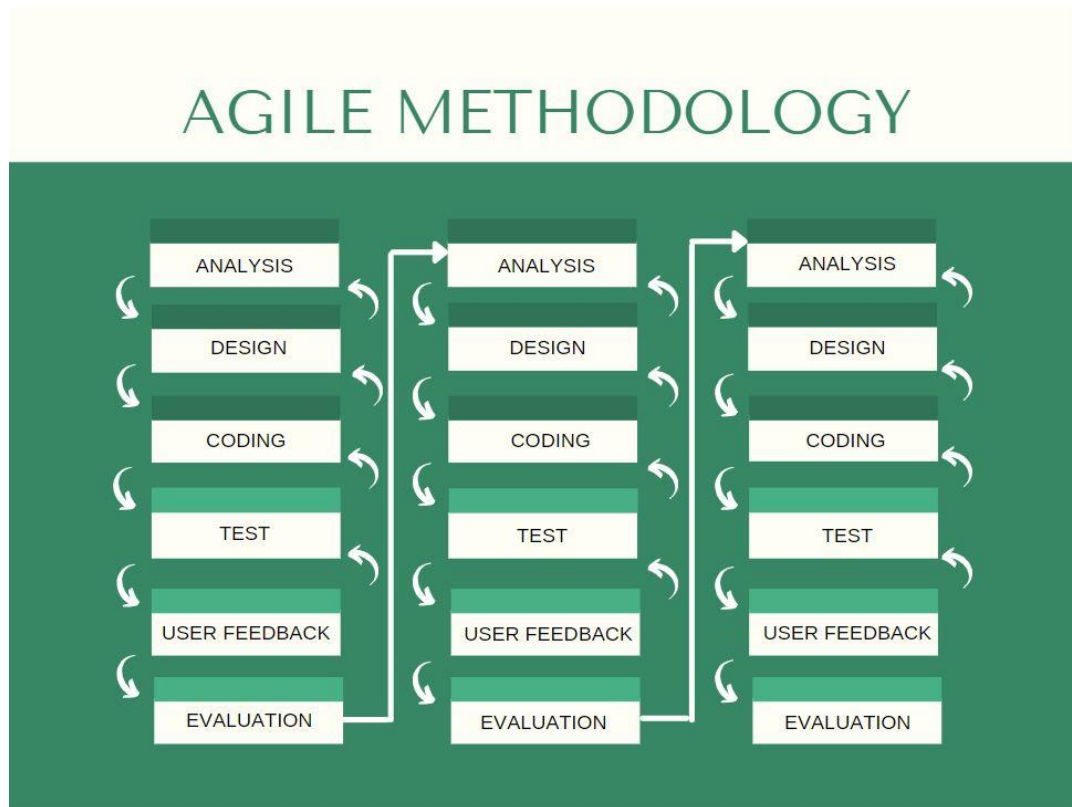 AGILE METHODOLOGY
ANALYSIS
DESIGN
CODING
TEST
USER FEEDBACK
EVALUATION
ANALYSIS
DESIGN
CODING
TEST
USER FEEDBACK
EVALUATION
ANALYSIS
DESIGN
CODING
TEST
USER FEEDBACK
EVALUATION